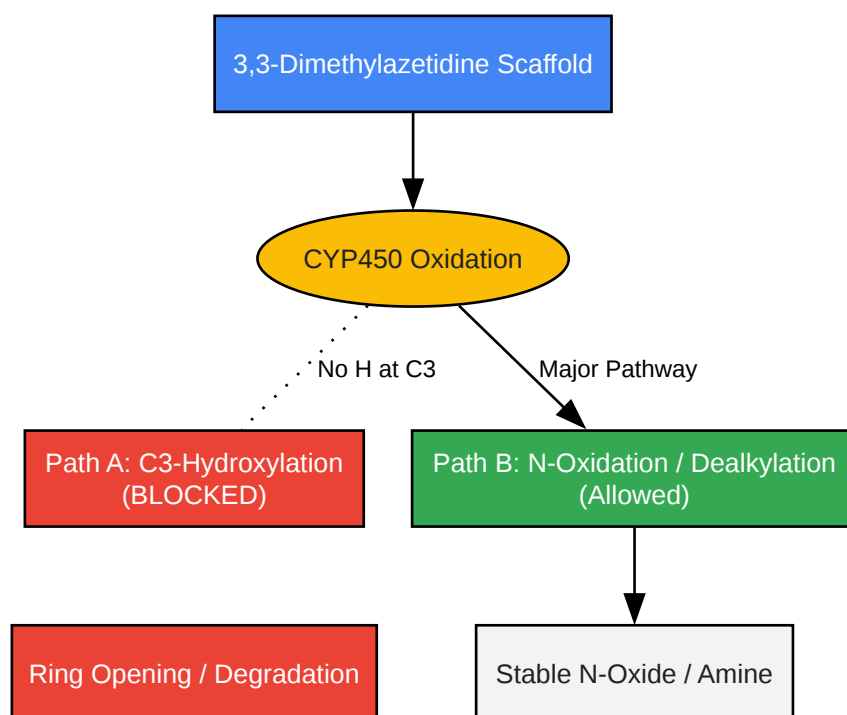 3,3-Dimethylazetidine Scaffold
CYP450 Oxidation
No H at C3
Major Pathway
Path A: C3-Hydroxylation
(BLOCKED)
Path B: N-Oxidation / Dealkylation
(Allowed)
Ring Opening / Degradation
Stable N-Oxide / Amine